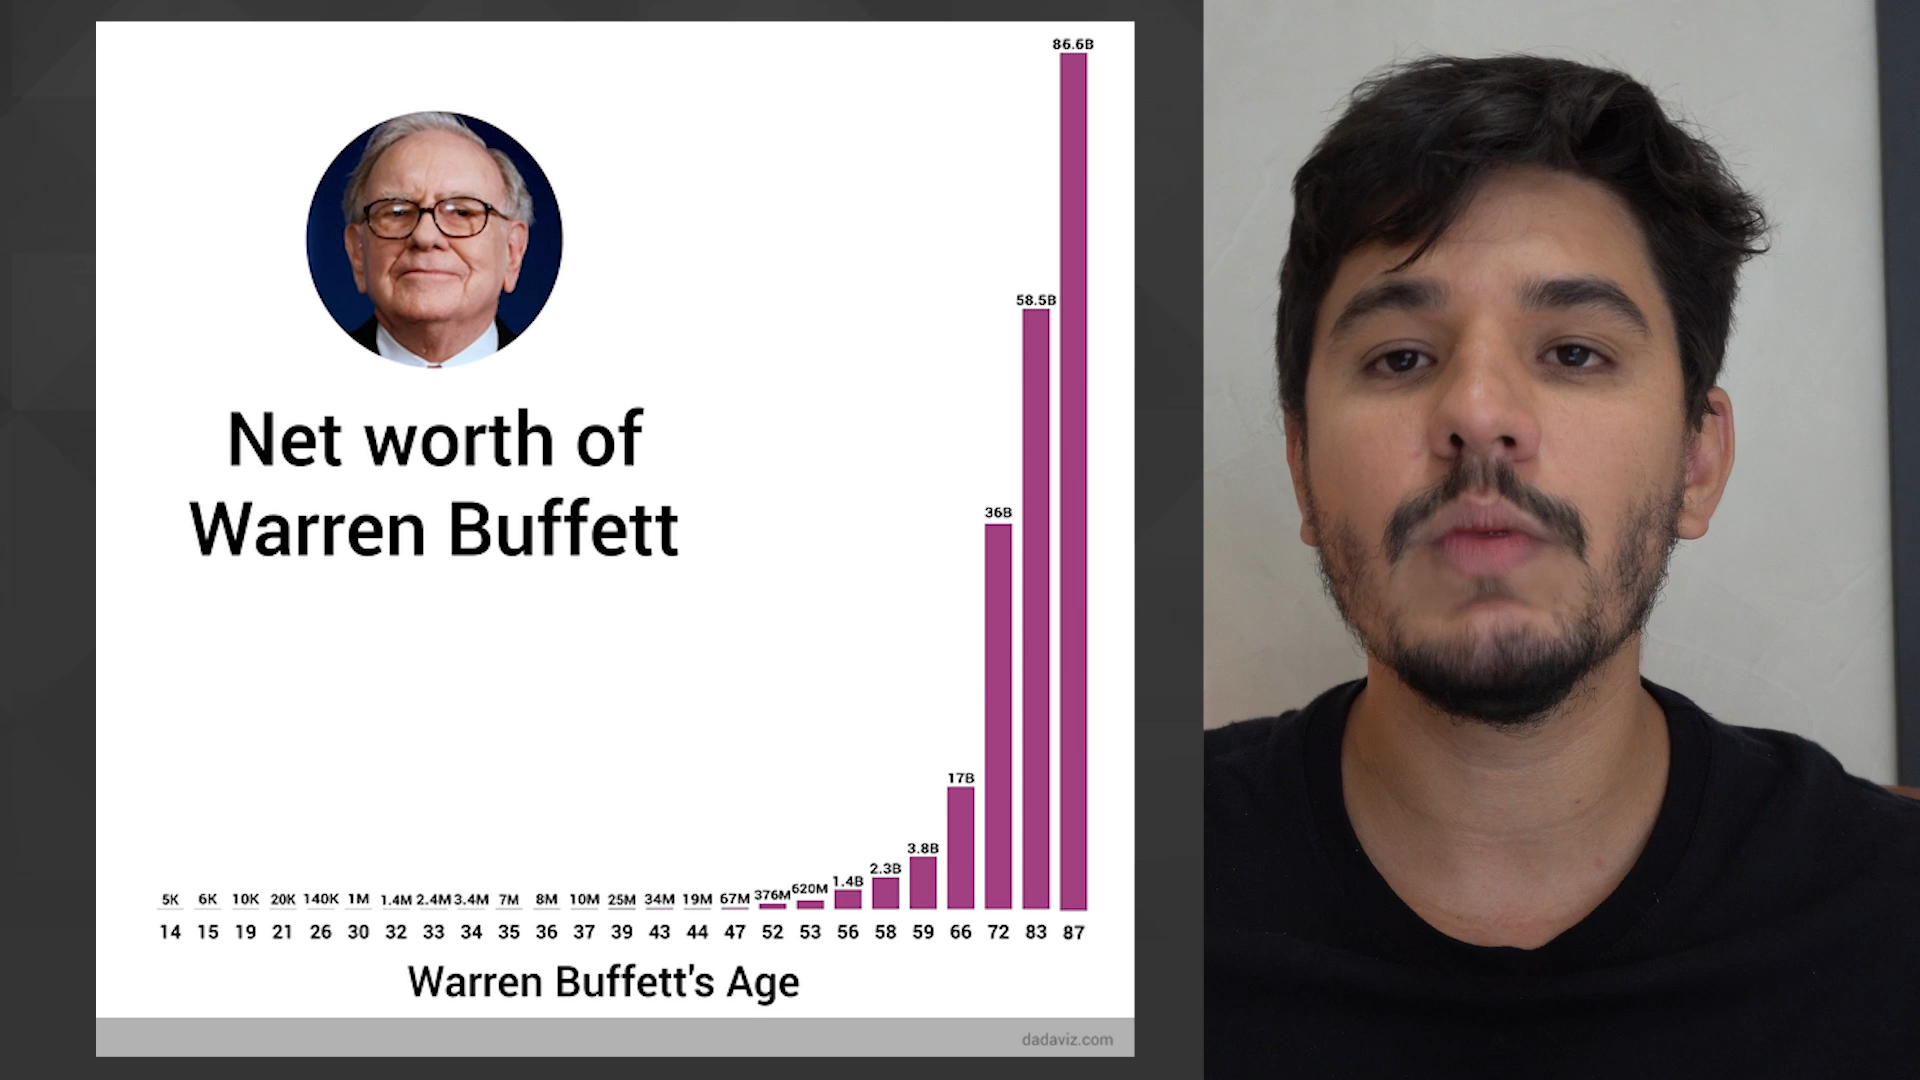 86.6B
58.5B
Net worth of
Warren Buffett
36B
17B
3.8B
2.3B
1.4B
5K 6K 10K 20K 140K 1M 1.4M 2.4M 3.4M 7M 8M 10M 25M 34M 19M 67M 376M 620M
14 15 19 21 26 30 32 33 34 35 36 37 39 43 44 47 52 53 56 58 59 66 72 83 87
Warren Buffett's Age
dadaviz.com